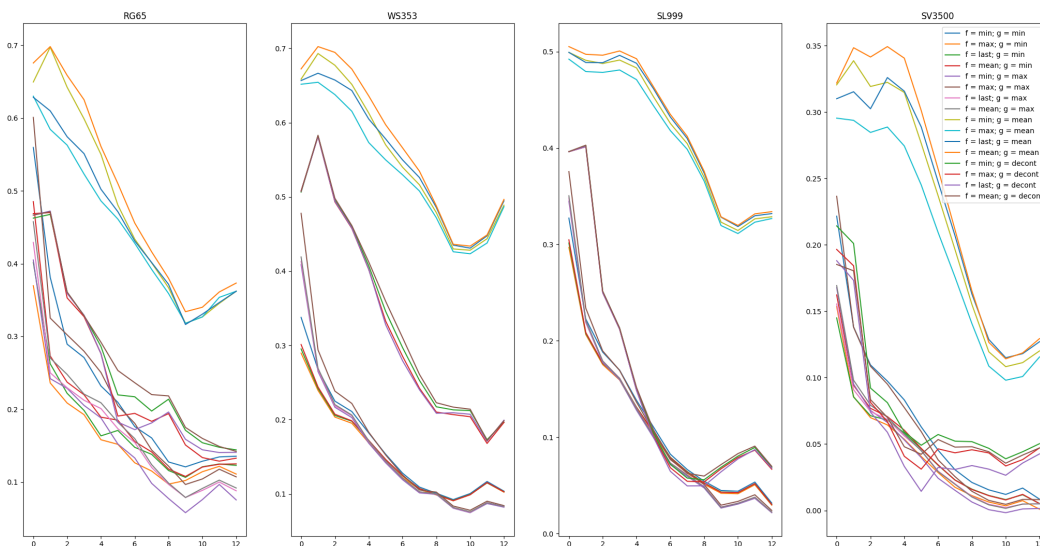 RG65
WS353
SL999
SV3500
0.7
0.6
0.5
0.4
0.3
0.2
0.1
0 2 4 6 8 10 12
0.7
0.6
0.5
0.4
0.3
0.2
0.1
0 2 4 6 8 10 12
0.5
0.4
0.3
0.2
0.1
0.0
0 2 4 6 8 10 12
0.35
0.30
0.25
0.20
0.15
0.10
0.05
0.00
0 2 4 6 8 10 12
f = min; g = min
f = max; g = min
f = last; g = min
f = mean; g = min
f = min; g = max
f = max; g = max
f = last; g = max
f = mean; g = max
f = min; g = mean
f = max; g = mean
f = last; g = mean
f = mean; g = mean
f = min; g = decont
f = max; g = decont
f = last; g = decont
f = mean; g = decont